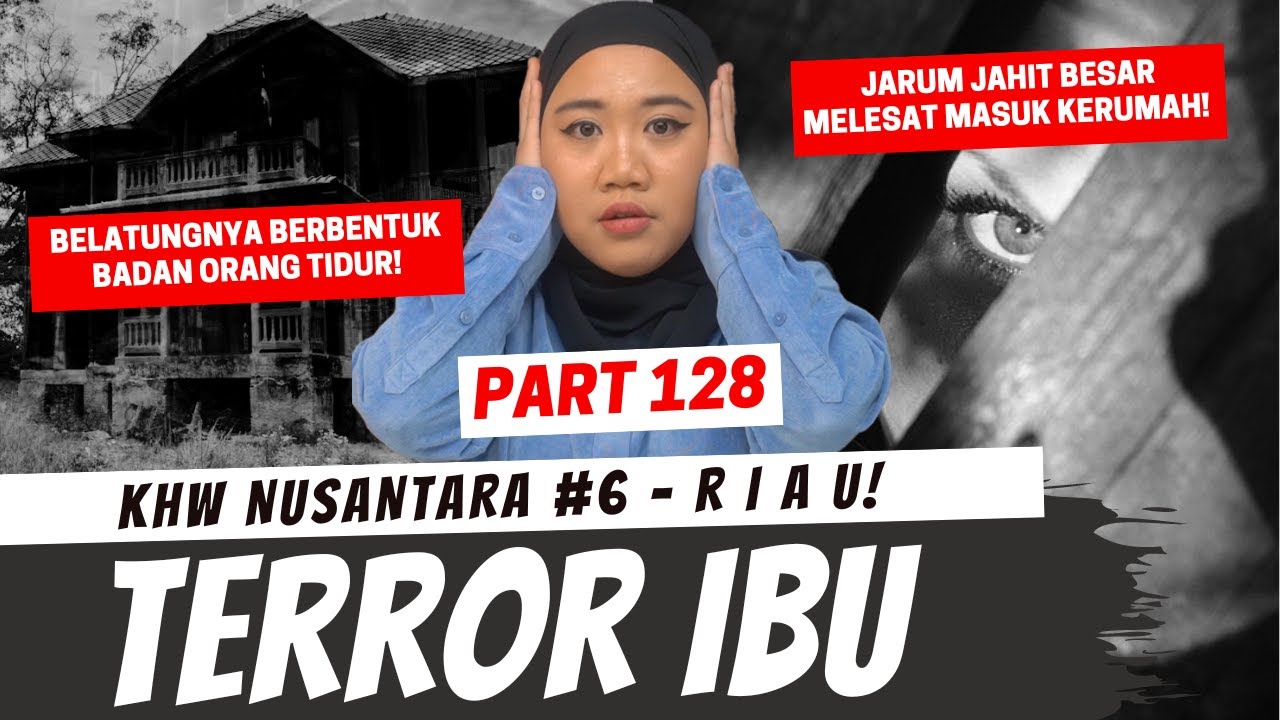 JARUM JAHIT BESAR
MELESAT MASUK KERUMAH!
BELATUNGNYA BERBENTUK
BADAN ORANG TIDUR!
PART 128
KHW NUSANTARA #6 - R I A U!
TERROR IBU